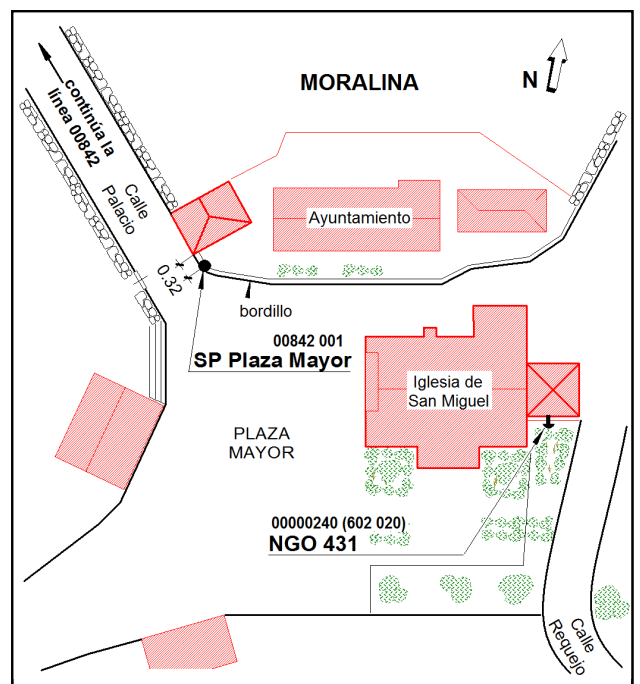 MORALINA
N
continúa la
línea 00842
Calle
Palacio
Ayuntamiento
0.32
bordillo
00842 001
SP Plaza Mayor
Iglesia de
San Miguel
PLAZA
MAYOR
00000240 (602 020)
NGO 431
Calle
Requejo